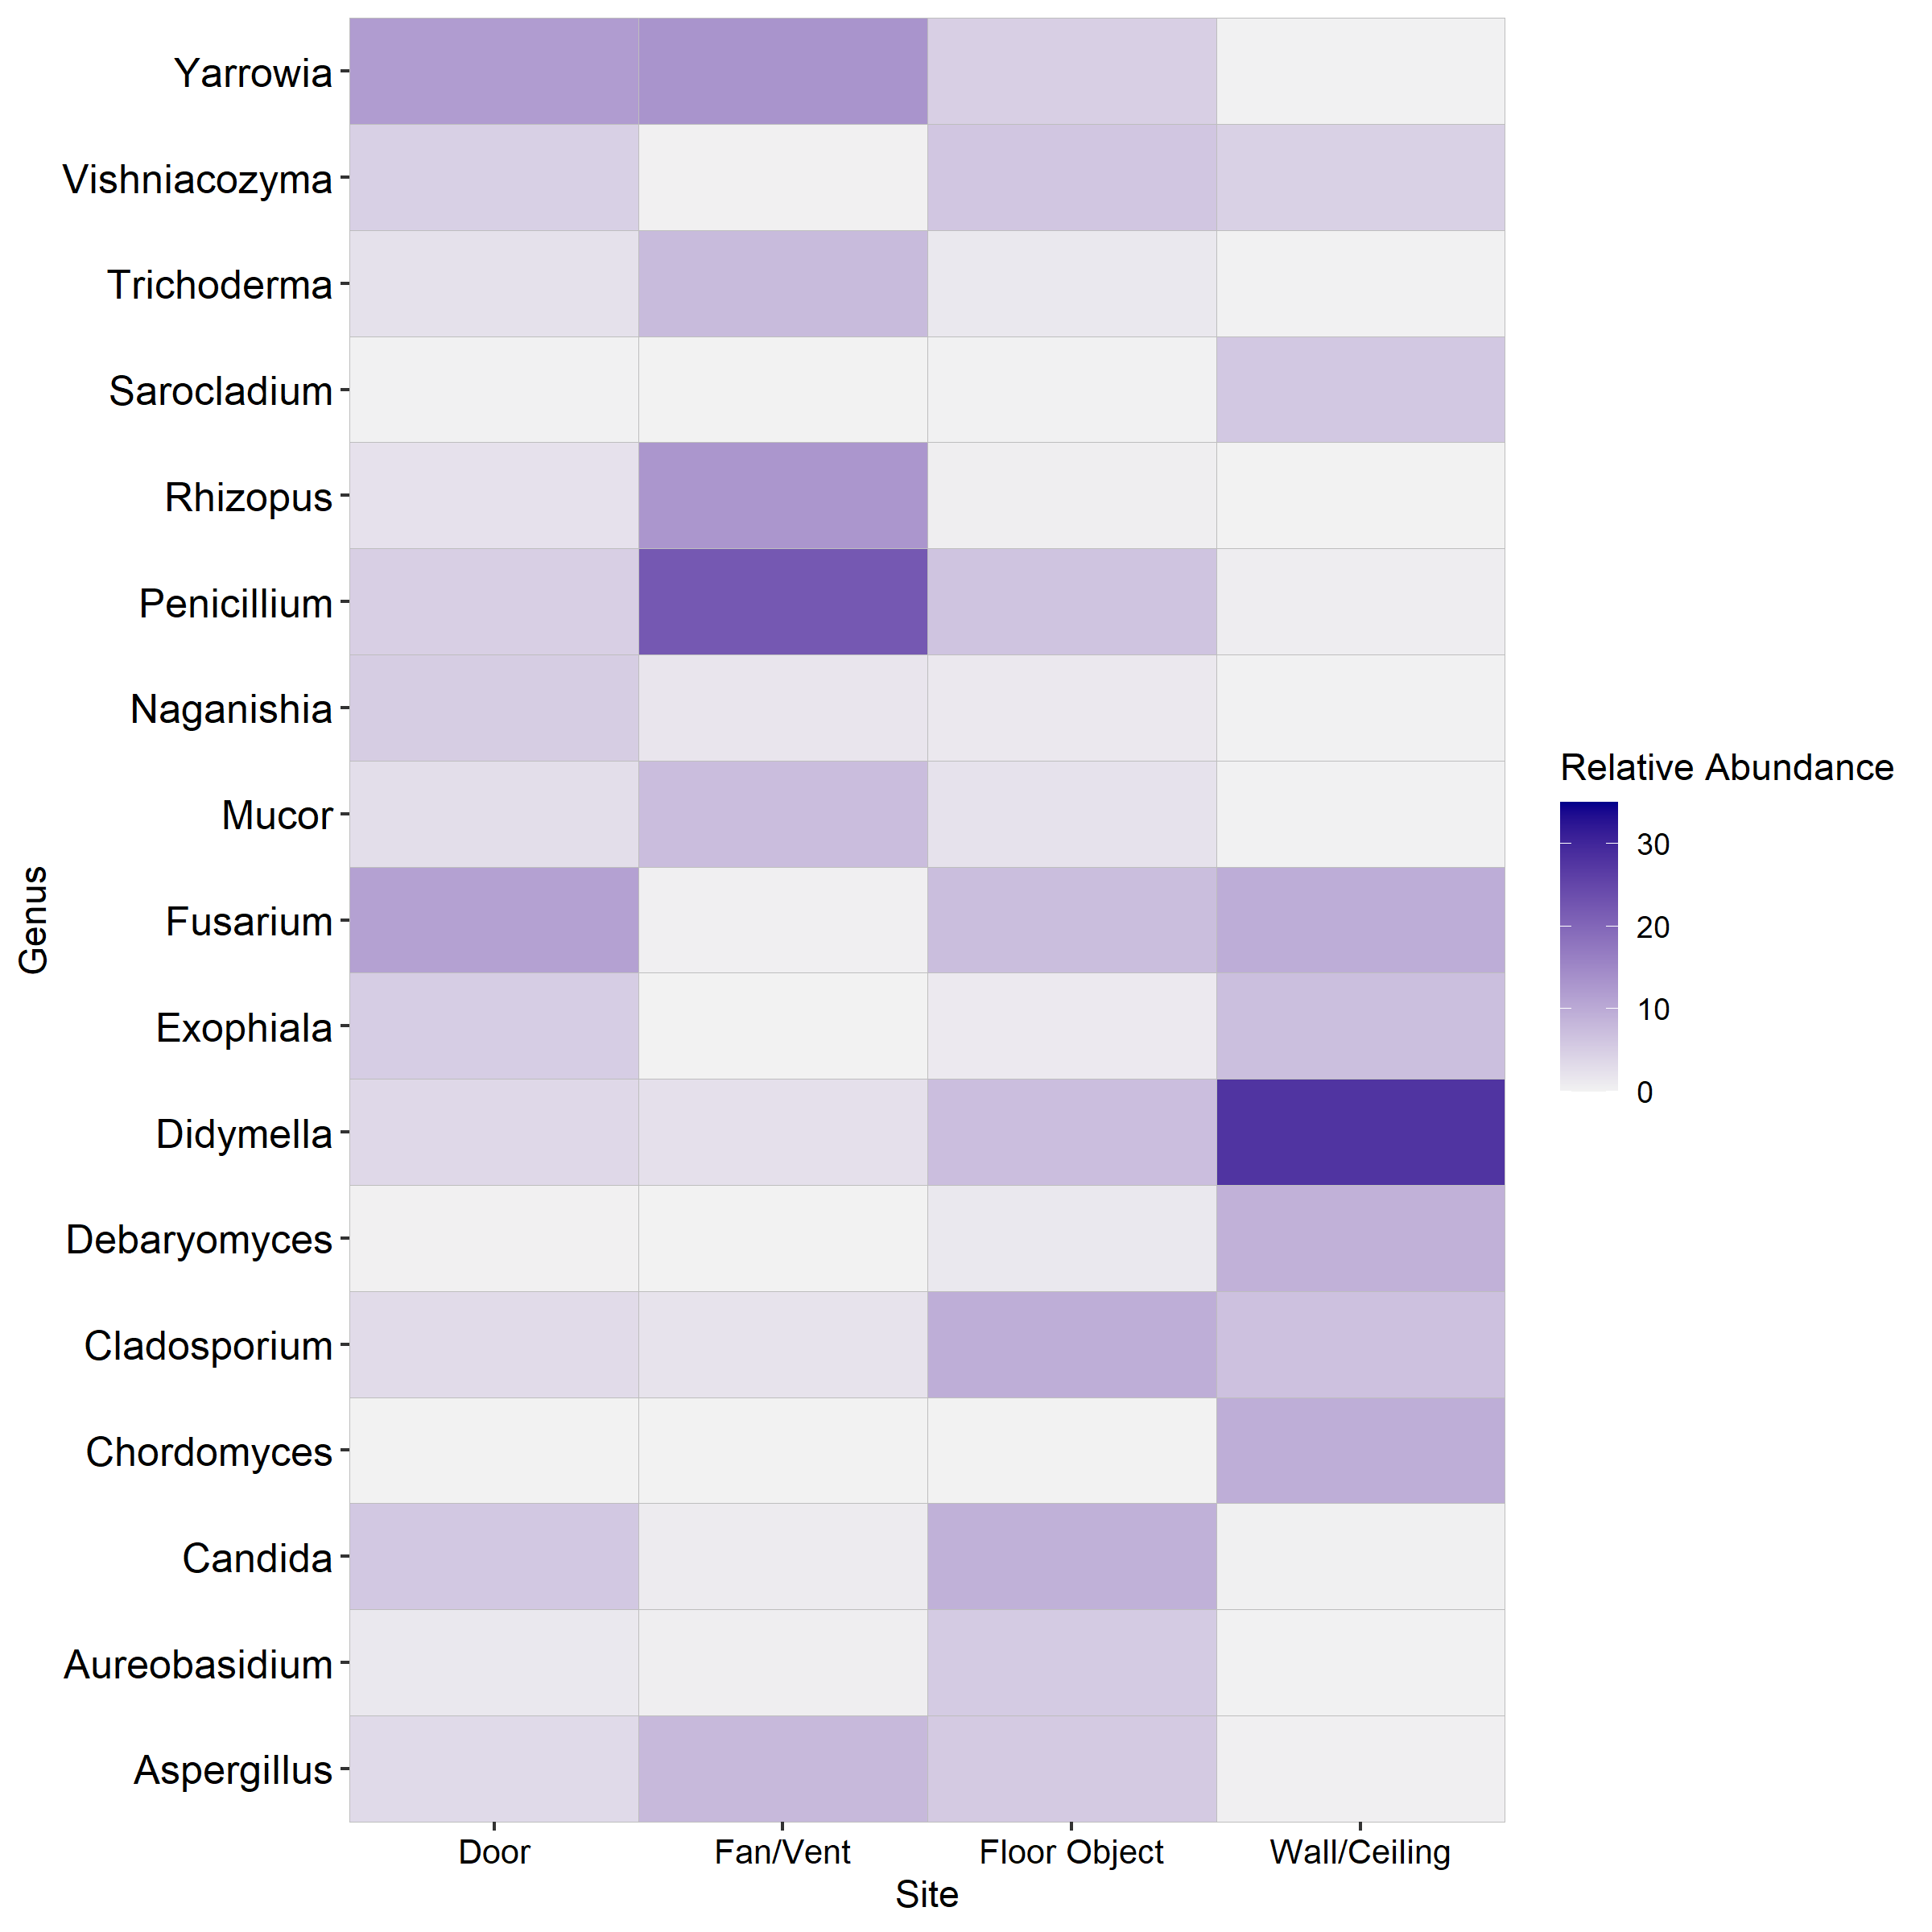 Yarrowia
Vishniacozyma
Trichoderma
Sarocladium
Rhizopus
Penicillium
Naganishia
Mucor
Fusarium
Exophiala
Didymella
Debaryomyces
Cladosporium
Chordomyces
Candida
Aureobasidium
Aspergillus
Genus
Door Fan/Vent Floor Object Wall/Ceiling
Site
Relative Abundance
30
20
10
0